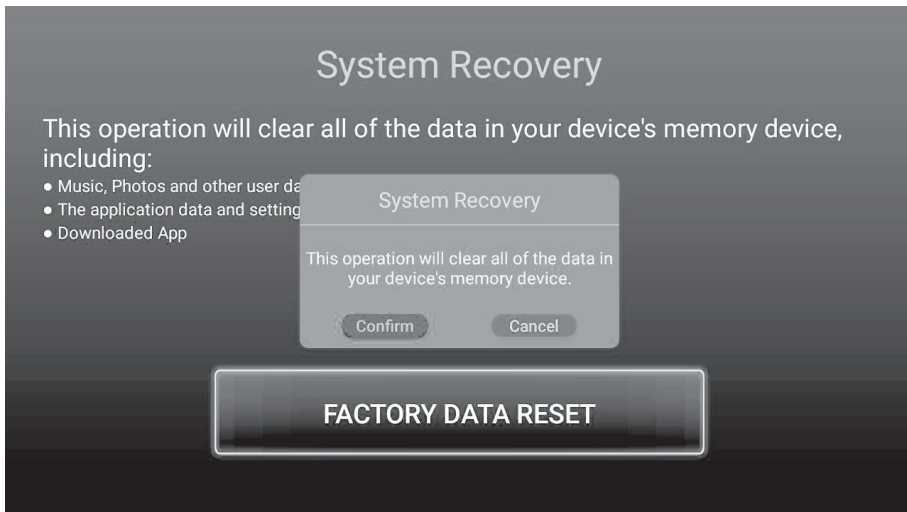 System Recovery
This operation will clear all of the data in your device's memory device,
including:
● Music, Photos and other user da
● The application data and setting
● Downloaded App
System Recovery
This operation will clear all of the data in
your device's memory device.
Confirm Cancel
FACTORY DATA RESET